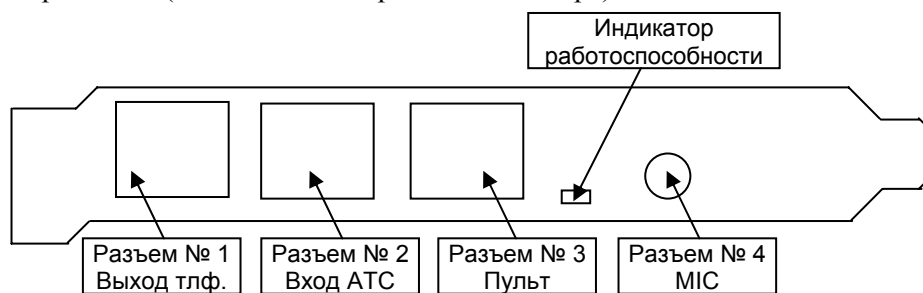 Индикатор
работоспособности
Разъем № 1
Выход тлф.
Разъем № 2
Вход АТС
Разъем № 3
Пульт
Разъем № 4
MIC